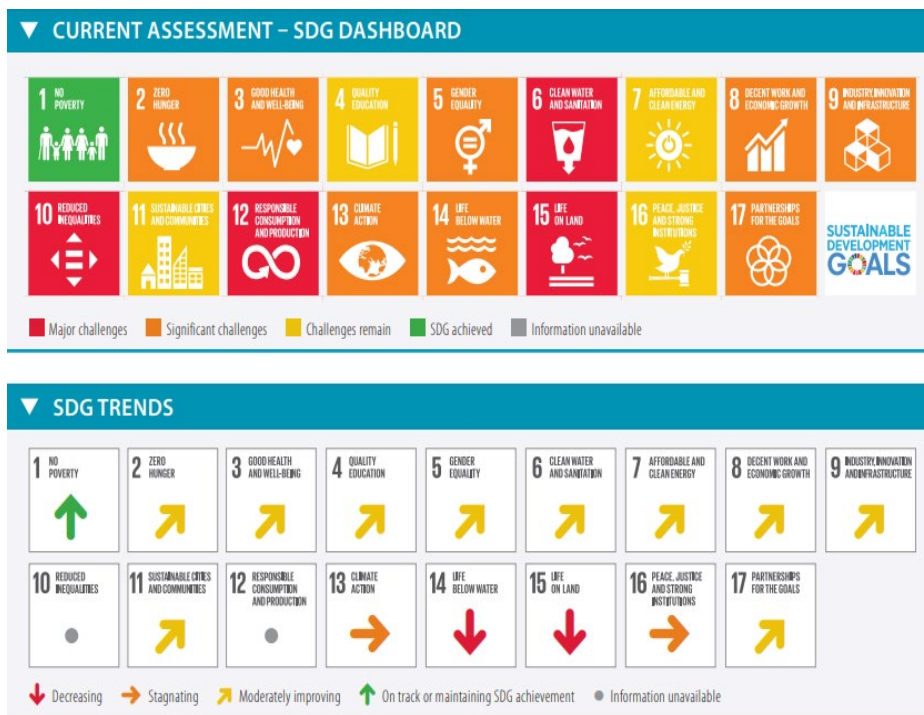 CURRENT ASSESSMENT – SDG DASHBOARD
1 NO POVERTY
2 ZERO HUNGER
3 GOOD HEALTH AND WELL-BEING
4 QUALITY EDUCATION
5 GENDER EQUALITY
6 CLEAN WATER AND SANITATION
7 AFFORDABLE AND CLEAN ENERGY
8 DECENT WORK AND ECONOMIC GROWTH
9 INDUSTRY, INNOVATION AND INFRASTRUCTURE
10 REDUCED INEQUALITIES
11 SUSTAINABLE CITIES AND COMMUNITIES
12 RESPONSIBLE CONSUMPTION AND PRODUCTION
13 CLIMATE ACTION
14 LIFE BELOW WATER
15 LIFE ON LAND
16 PEACE, JUSTICE AND STRONG INSTITUTIONS
17 PARTNERSHIPS FOR THE GOALS
SUSTAINABLE
DEVELOPMENT
GOALS
Major challenges Significant challenges Challenges remain SDG achieved Information unavailable
SDG TRENDS
1 NO POVERTY
2 ZERO HUNGER
3 GOOD HEALTH AND WELL-BEING
4 QUALITY EDUCATION
5 GENDER EQUALITY
6 CLEAN WATER AND SANITATION
7 AFFORDABLE AND CLEAN ENERGY
8 DECENT WORK AND ECONOMIC GROWTH
9 INDUSTRY, INNOVATION AND INFRASTRUCTURE
10 REDUCED INEQUALITIES
11 SUSTAINABLE CITIES AND COMMUNITIES
12 RESPONSIBLE CONSUMPTION AND PRODUCTION
13 CLIMATE ACTION
14 LIFE BELOW WATER
15 LIFE ON LAND
16 PEACE, JUSTICE AND STRONG INSTITUTIONS
17 PARTNERSHIPS FOR THE GOALS
Decreasing Stagnating Moderately improving On track or maintaining SDG achievement Information unavailable